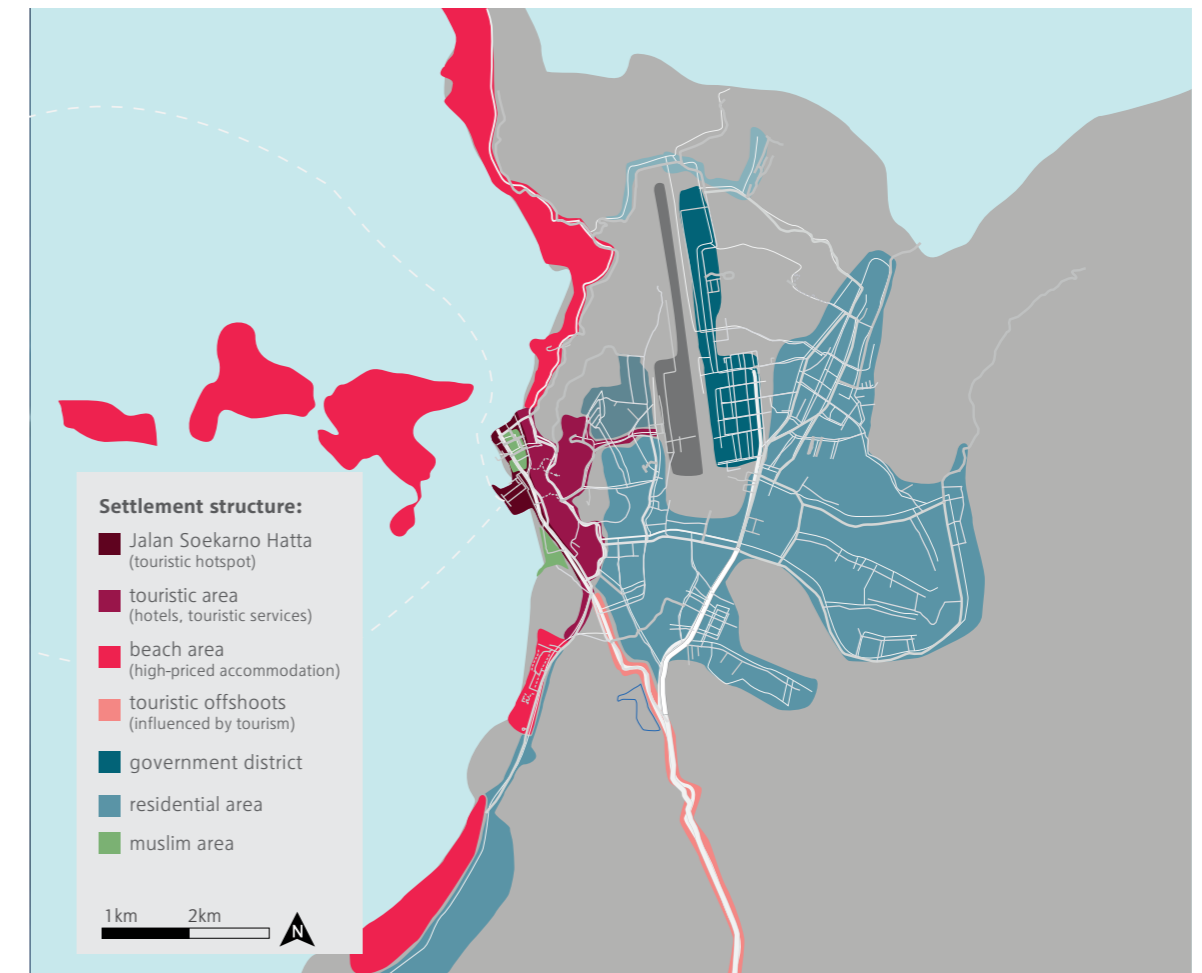 Settlement structure:
Jalan Soekarno Hatta
(touristic hotspot)
touristic area
(hotels, touristic services)
beach area
(high-priced accommodation)
touristic offshoots
(influenced by tourism)
government district
residential area
muslim area
1km 2km
N